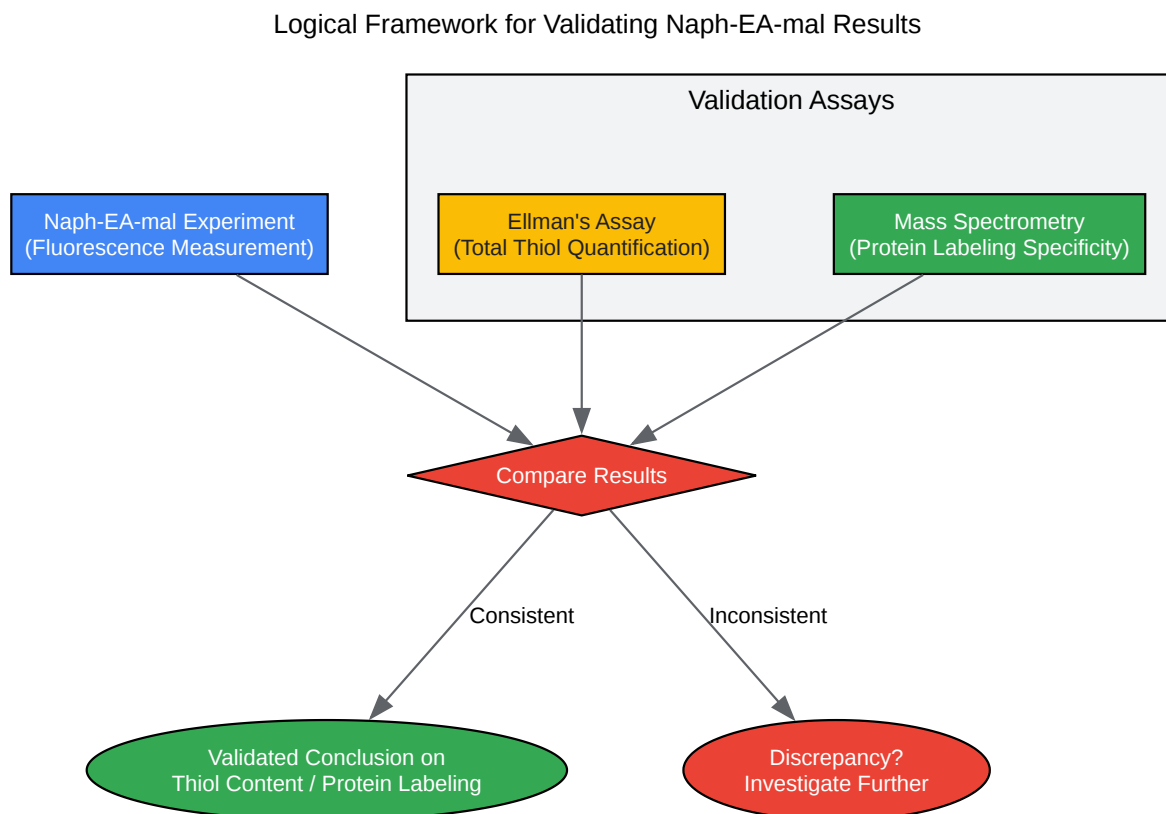 Logical Framework for Validating Naph-EA-mal Results
Validation Assays
Naph-EA-mal Experiment
(Fluorescence Measurement)
Ellman's Assay
(Total Thiol Quantification)
Mass Spectrometry
(Protein Labeling Specificity)
Compare Results
Consistent
Inconsistent
Validated Conclusion on
Thiol Content / Protein Labeling
Discrepancy?
Investigate Further